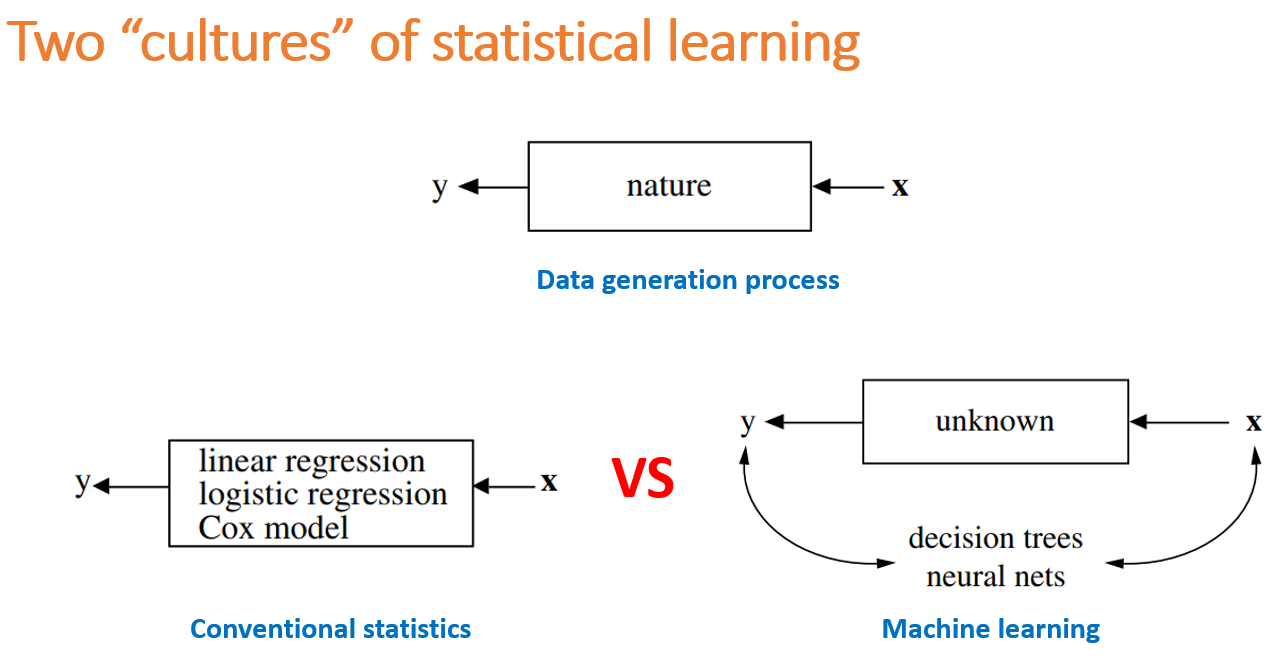 Two “cultures” of statistical learning
y
nature
x
Data generation process
y
linear regression
logistic regression
Cox model
x
Conventional statistics
VS
y
unknown
x
decision trees
neural nets
Machine learning